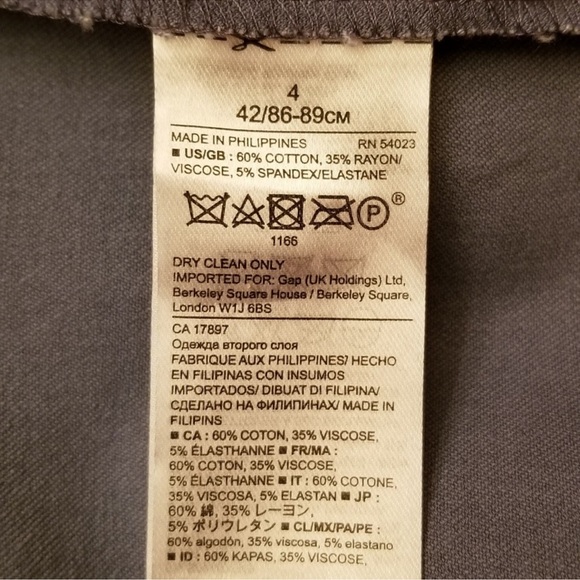 4
42/86-89CM
MADE IN PHILIPPINES RN 54023
■ US/GB : 60% COTTON, 35% RAYON/
VISCOSE, 5% SPANDEX/ELASTANE
P ®
1166
DRY CLEAN ONLY
IMPORTED FOR: Gap (UK Holdings) Ltd,
Berkeley Square House / Berkeley Square,
London W1J 6BS
CA 17897
Одежда второго слоя
FABRIQUE AUX PHILIPPINES/ HECHO
EN FILIPINAS CON INSUMOS
IMPORTADOS/ DIBUAT DI FILIPINA/
СДЕЛАНО НА ФИЛИПИНАХ/ MADE IN
FILIPINS
■ CA : 60% COTON, 35% VISCOSE,
5% ÉLASTHANNE ■ FR/MA :
60% COTON, 35% VISCOSE,
5% ÉLASTHANNE ■ IT : 60% COTONE,
35% VISCOSA, 5% ELASTAN ■ JP :
60% 綿, 35% レーヨン,
5% ポリウレタン ■ CL/MX/PA/PE :
60% algodón, 35% viscosa, 5% elastano
■ ID : 60% KAPAS, 35% VISCOSE,